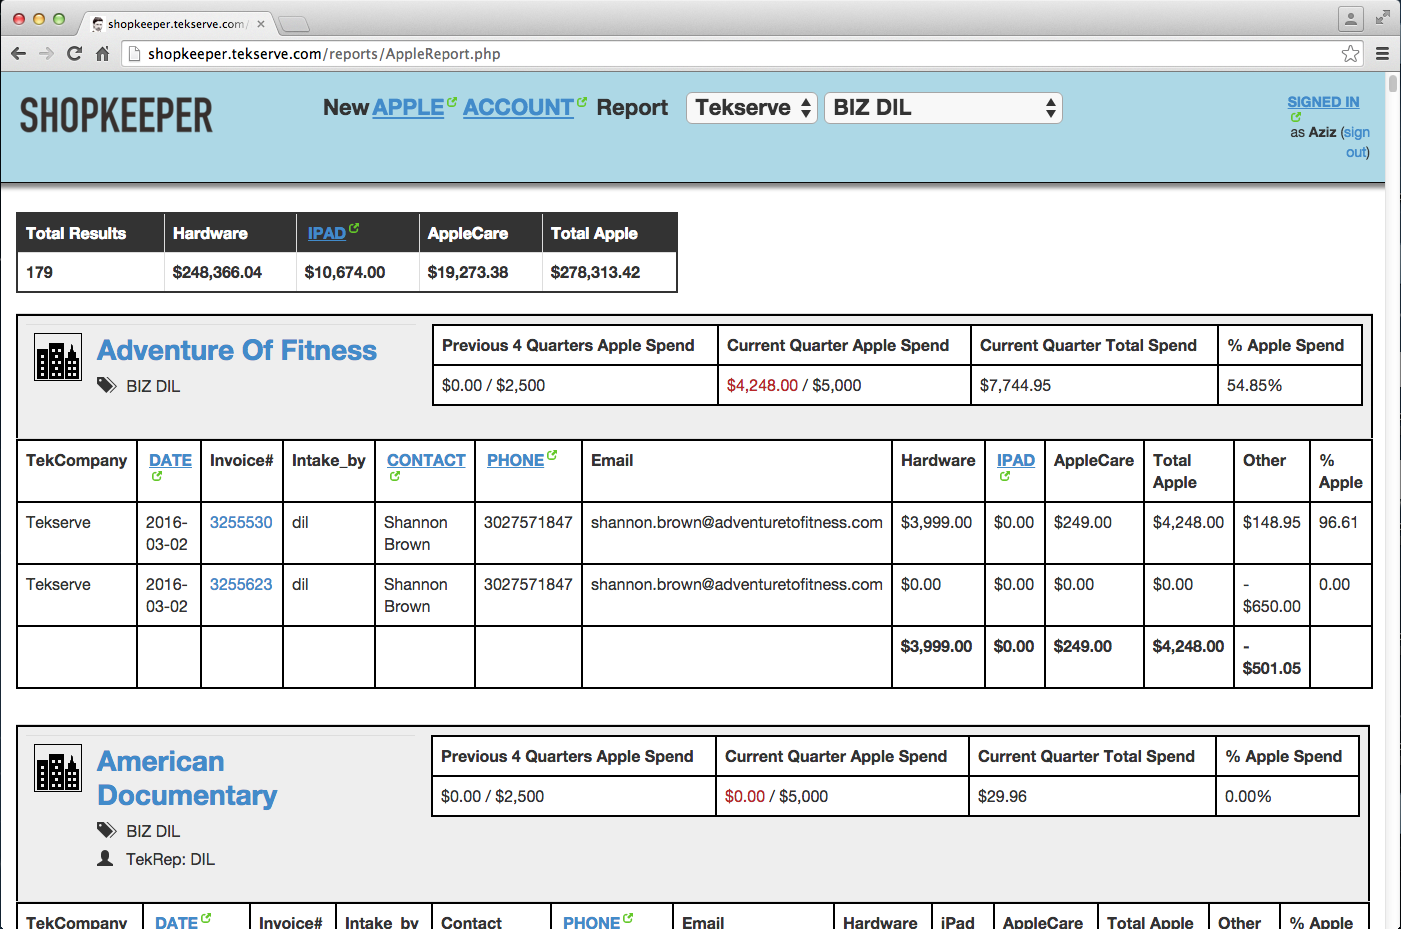 shopkeeper.tekserve.com/
shopkeeper.tekserve.com/reports/AppleReport.php
SHOPKEEPER
New APPLE ACCOUNT Report Tekserve BIZ DIL
SIGNED IN
as Aziz (sign
out)
Total Results Hardware IPAD AppleCare Total Apple
179 $248,366.04 $10,674.00 $19,273.38 $278,313.42
Adventure Of Fitness
BIZ DIL
Previous 4 Quarters Apple Spend Current Quarter Apple Spend Current Quarter Total Spend % Apple Spend
$0.00 / $2,500 $4,248.00 / $5,000 $7,744.95 54.85%
TekCompany DATE Invoice# Intake_by CONTACT PHONE Email Hardware IPAD AppleCare Total Other %
Apple Apple
Tekserve 2016- 3255530 dil Shannon 3027571847 shannon.brown@adventuretofitness.com $3,999.00 $0.00 $249.00 $4,248.00 $148.95 96.61
03-02 Brown
Tekserve 2016- 3255623 dil Shannon 3027571847 shannon.brown@adventuretofitness.com $0.00 $0.00 $0.00 $0.00 - 0.00
03-02 Brown $650.00
$3,999.00 $0.00 $249.00 $4,248.00 -
$501.05
American
Documentary
BIZ DIL
TekRep: DIL
Previous 4 Quarters Apple Spend Current Quarter Apple Spend Current Quarter Total Spend % Apple Spend
$0.00 / $2,500 $0.00 / $5,000 $29.96 0.00%
TekCompany DATE Invoice# Intake_by Contact PHONE Email Hardware iPad AppleCare Total Apple Other % Apple